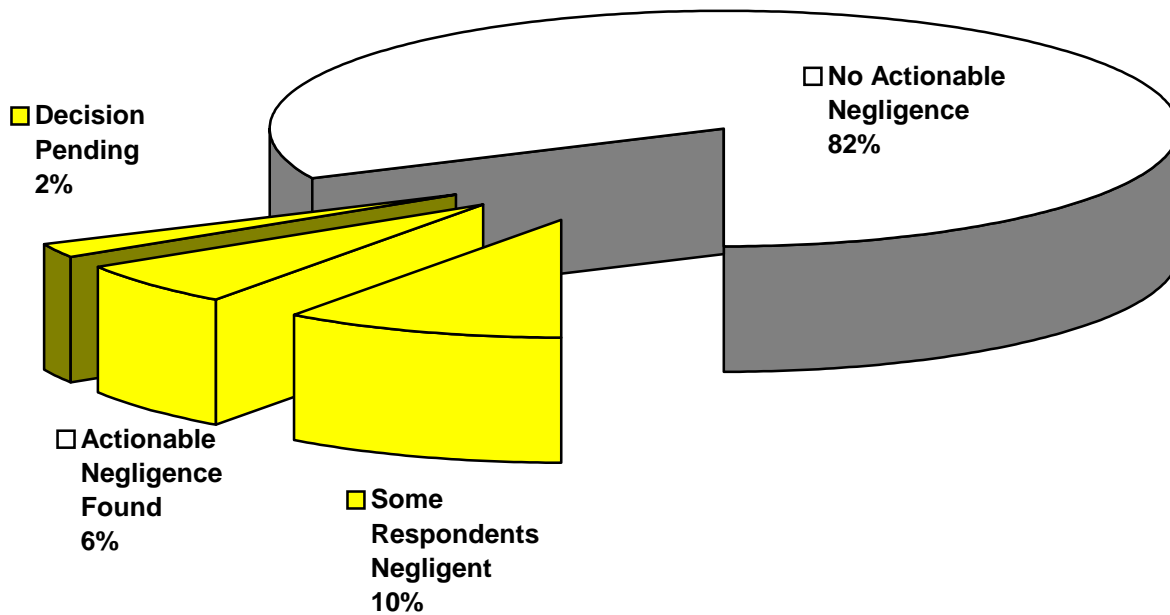 No Actionable
Negligence
82%
Decision
Pending
2%
Actionable
Negligence
Found
6%
Some
Respondents
Negligent
10%